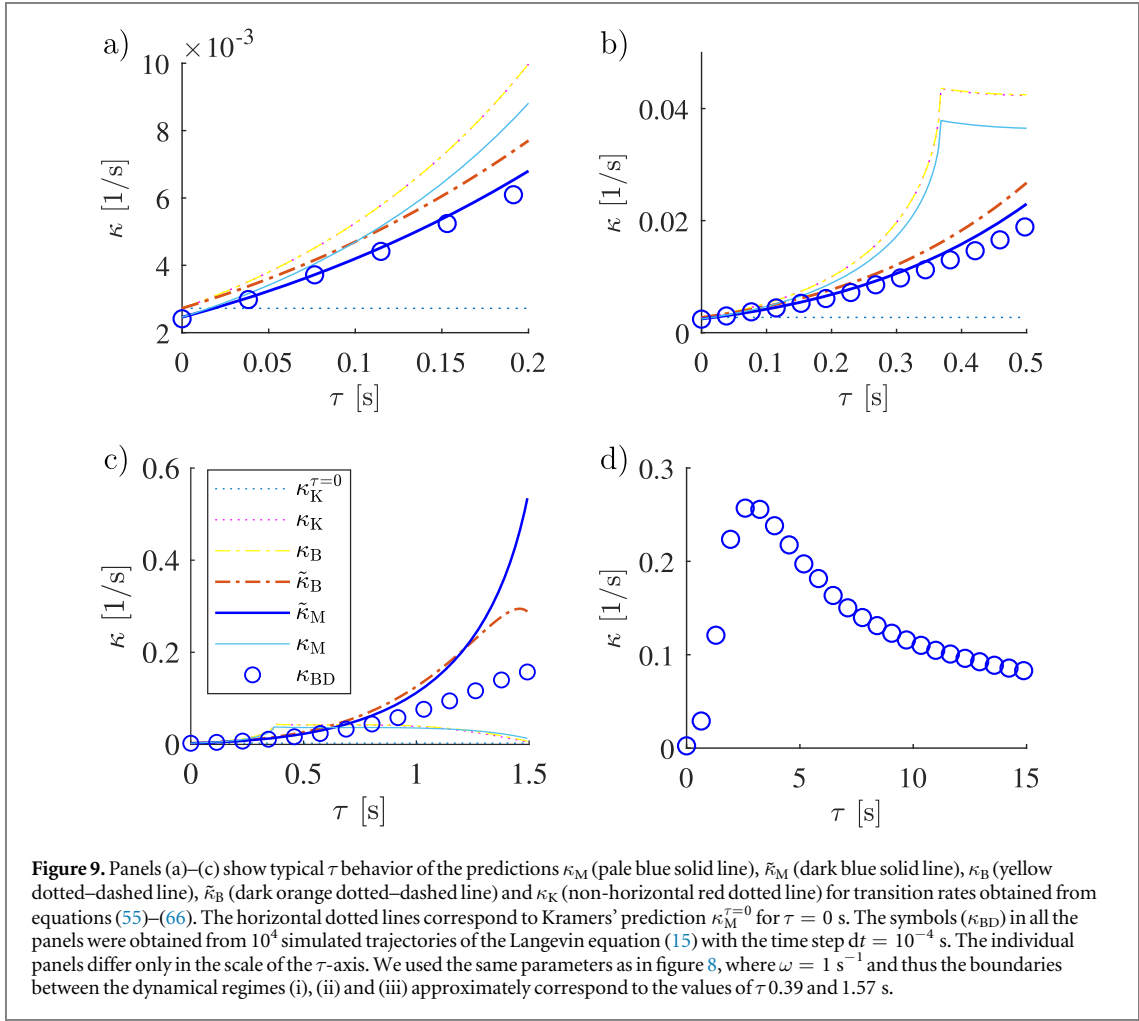 a)
×10⁻³
10
8
6
4
2
κ [1/s]
0 0.05 0.1 0.15 0.2
τ [s]
b)
0.04
0.02
0
κ [1/s]
0 0.1 0.2 0.3 0.4 0.5
τ [s]
c)
0.6
0.4
0.2
0
κ [1/s]
κ_K^{τ=0}
κ_K
κ_B
κ̃_B
κ̃_M
κ_M
κ_BD
0 0.5 1 1.5
τ [s]
d)
0.3
0.2
0.1
0
κ [1/s]
0 5 10 15
τ [s]
Figure 9. Panels (a)–(c) show typical τ behavior of the predictions κ_M (pale blue solid line), κ̃_M (dark blue solid line), κ_B (yellow
dotted–dashed line), κ̃_B (dark orange dotted–dashed line) and κ_K (non-horizontal red dotted line) for transition rates obtained from
equations (55)–(66). The horizontal dotted lines correspond to Kramers' prediction κ_M^{τ=0} for τ = 0 s. The symbols (κ_BD) in all the
panels were obtained from 10⁴ simulated trajectories of the Langevin equation (15) with the time step dt = 10⁻⁴ s. The individual
panels differ only in the scale of the τ-axis. We used the same parameters as in figure 8, where ω = 1 s⁻¹ and thus the boundaries
between the dynamical regimes (i), (ii) and (iii) approximately correspond to the values of τ 0.39 and 1.57 s.